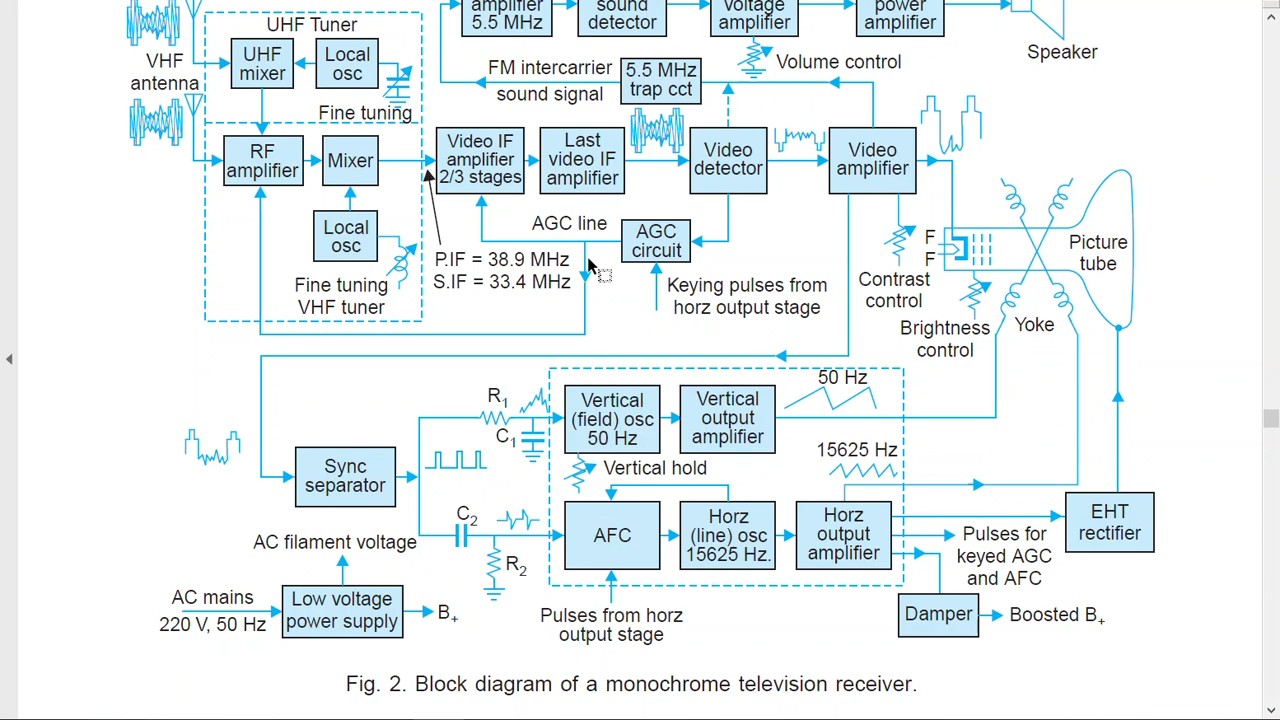 amplifier
5.5 MHz
sound
detector
voltage
amplifier
power
amplifier
Speaker
UHF Tuner
UHF
mixer
Local
osc
Fine tuning
VHF
antenna
FM intercarrier
sound signal
5.5 MHz
trap cct
Volume control
RF
amplifier
Mixer
Video IF
amplifier
2/3 stages
Last
video IF
amplifier
Video
detector
Video
amplifier
Local
osc
Fine tuning
VHF tuner
AGC line
AGC
circuit
P.IF = 38.9 MHz
S.IF = 33.4 MHz
Keying pulses from
horz output stage
Contrast
control
F
F
Brightness
control
Yoke
Picture
tube
R1
C1
Vertical
(field) osc
50 Hz
Vertical
output
amplifier
50 Hz
Vertical hold
15625 Hz
Sync
separator
C2
R2
AFC
Horz
(line) osc
15625 Hz.
Horz
output
amplifier
EHT
rectifier
Pulses for
keyed AGC
and AFC
Pulses from horz
output stage
Damper
Boosted B+
AC filament voltage
AC mains
220 V, 50 Hz
Low voltage
power supply
B+
Fig. 2. Block diagram of a monochrome television receiver.